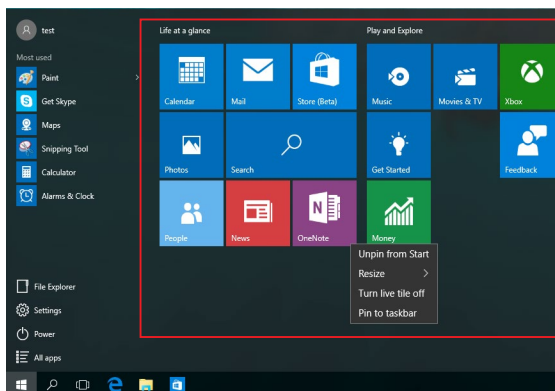 test
Most used
Paint
Get Skype
Maps
Snipping Tool
Calculator
Alarms & Clock
File Explorer
Settings
Power
All apps
Life at a glance
Calendar
Mail
Store (Beta)
Photos
Search
People
News
OneNote
Play and Explore
Music
Movies & TV
Xbox
Get Started
Feedback
Money
Unpin from Start
Resize
Turn live tile off
Pin to taskbar